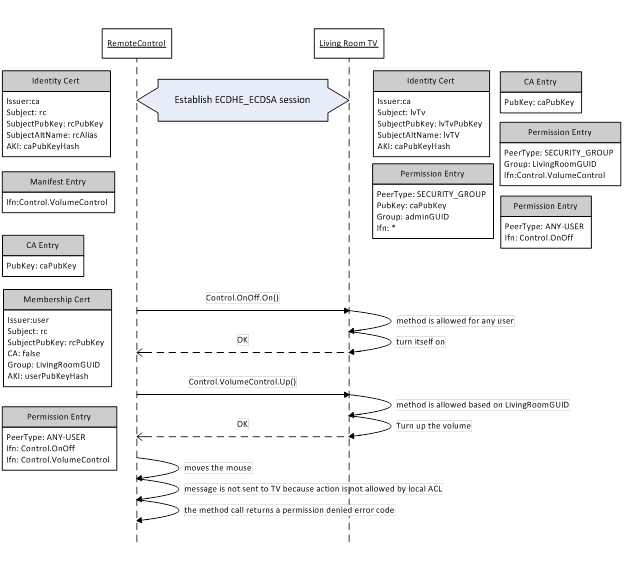 RemoteControl
Living Room TV
Identity Cert
Issuer:ca
Subject: rc
SubjectPubKey: rcPubKey
SubjectAltName: rcAlias
AKI: caPubKeyHash
Establish ECDHE_ECDSA session
Identity Cert
Issuer:ca
Subject: lvTv
SubjectPubKey: lvTvPubKey
SubjectAltName: lvTV
AKI: caPubKeyHash
CA Entry
PubKey: caPubKey
Permission Entry
PeerType: SECURITY_GROUP
Group: LivingRoomGUID
Ifn:Control.VolumeControl
Manifest Entry
Ifn:Control.VolumeControl
Permission Entry
PeerType: SECURITY_GROUP
PubKey: caPubKey
Group: adminGUID
Ifn: *
Permission Entry
PeerType: ANY-USER
Ifn: Control.OnOff
CA Entry
PubKey: caPubKey
Membership Cert
Issuer:user
Subject: rc
SubjectPubKey: rcPubKey
CA: false
Group: LivingRoomGUID
AKI: userPubKeyHash
Control.OnOff.On()
method is allowed for any user
OK
turn itself on
Control.VolumeControl.Up()
method is allowed based on LivingRoomGUID
OK
Turn up the volume
Permission Entry
PeerType: ANY-USER
Ifn: Control.OnOff
Ifn: Control.VolumeControl
moves the mouse
message is not sent to TV because action is not allowed by local ACL
the method call returns a permission denied error code